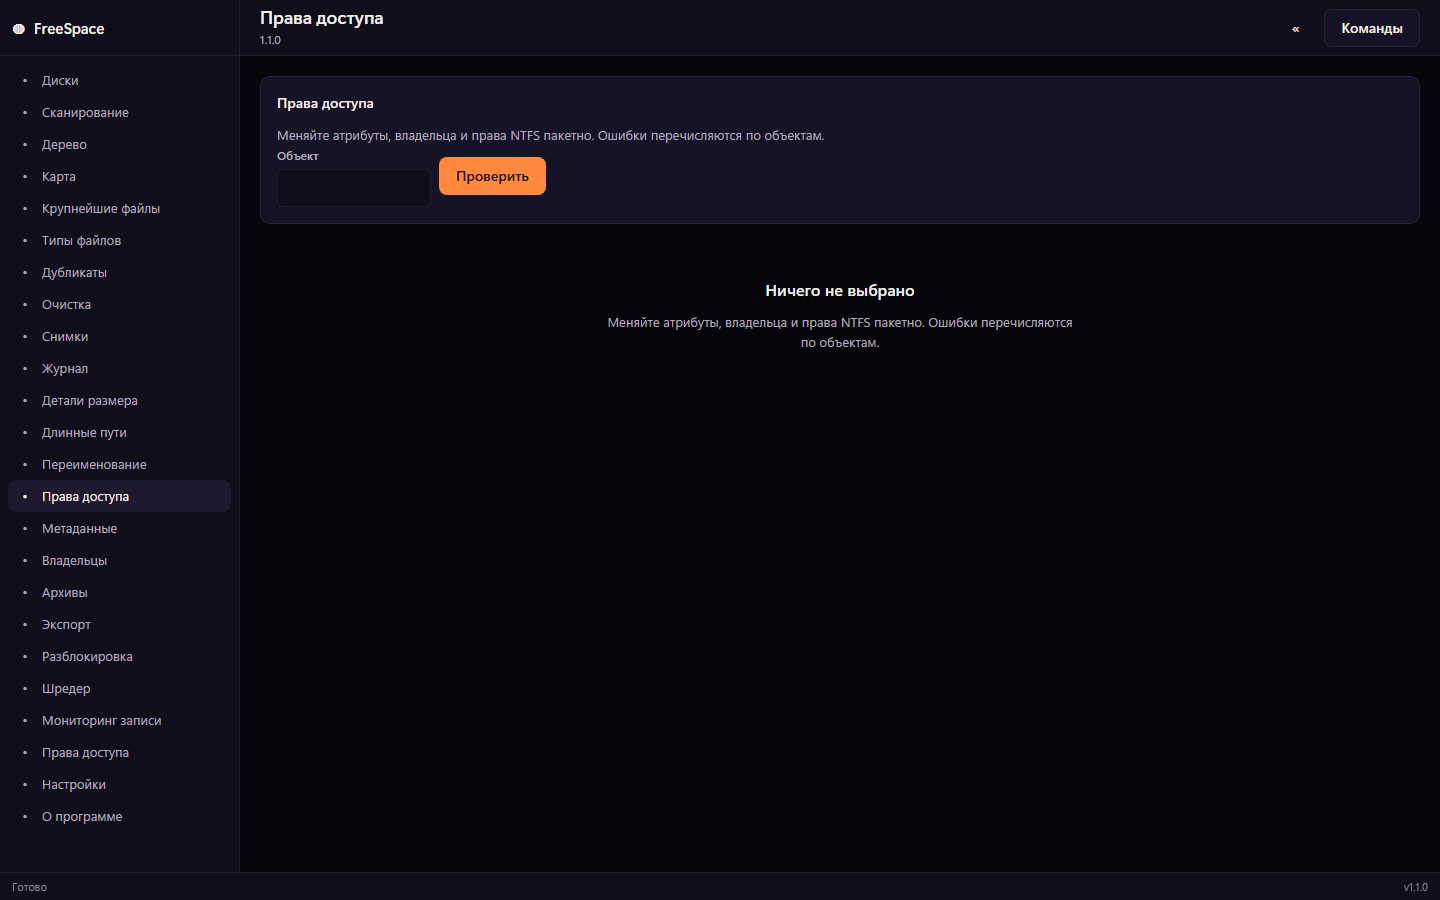 FreeSpace
Права доступа
1.1.0
«
Команды
Диски
Сканирование
Дерево
Карта
Крупнейшие файлы
Типы файлов
Дубликаты
Очистка
Снимки
Журнал
Детали размера
Длинные пути
Переименование
Права доступа
Метаданные
Владельцы
Архивы
Экспорт
Разблокировка
Шредер
Мониторинг записи
Права доступа
Настройки
О программе
Права доступа
Меняйте атрибуты, владельца и права NTFS пакетно. Ошибки перечисляются по объектам.
Объект
Проверить
Ничего не выбрано
Меняйте атрибуты, владельца и права NTFS пакетно. Ошибки перечисляются
по объектам.
Готово
v1.1.0